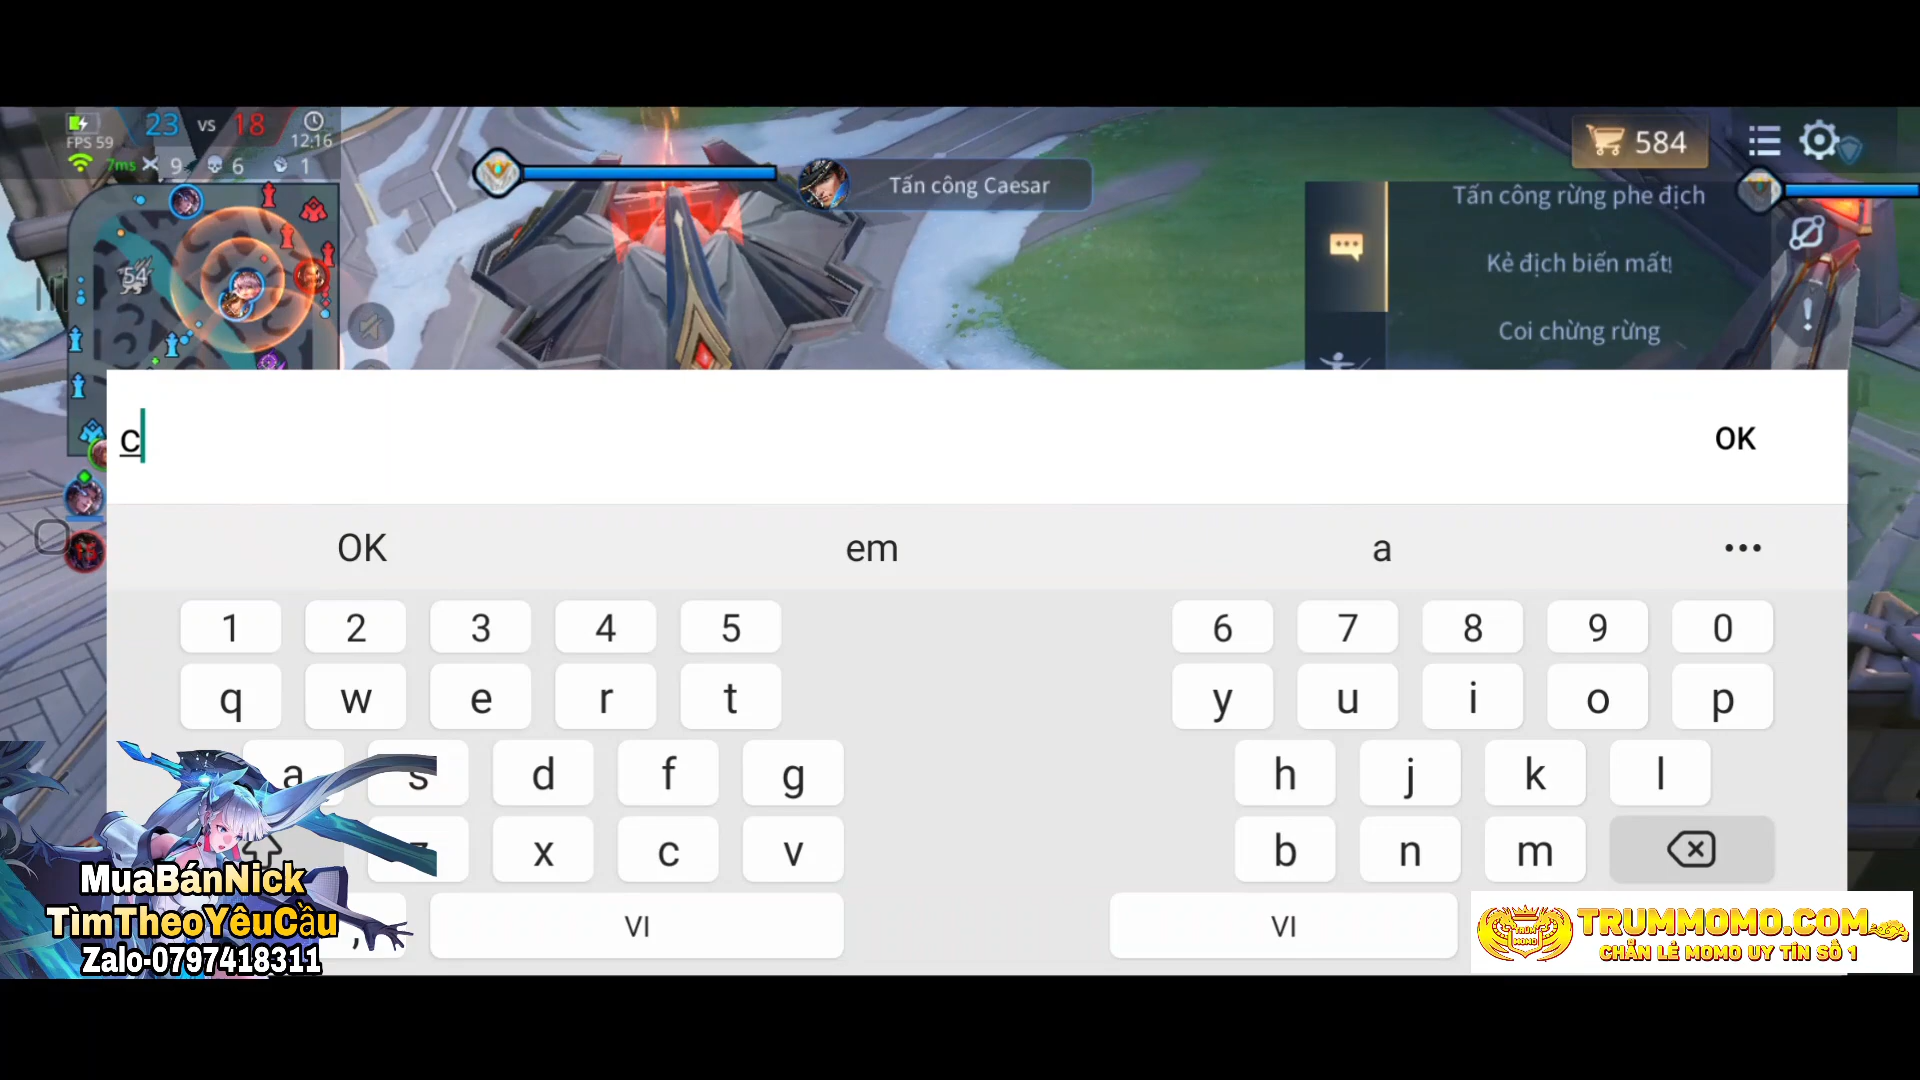 23 vs 18
12:16
FPS 59
7ms
9
6
1
54
Tấn công Caesar
584
Tấn công rừng phe địch
Kẻ địch biến mất!
Coi chừng rừng
c
OK
OK em a
1 2 3 4 5 6 7 8 9 0
q w e r t y u i o p
a s d f g h j k l
z x c v b n m
, VI VI
MuaBánNick
TìmTheoYêuCầu
Zalo-0797418311
TRÙM MOMO
TRUMMOMO.COM
CHẴN LẺ MOMO UY TÍN SỐ 1